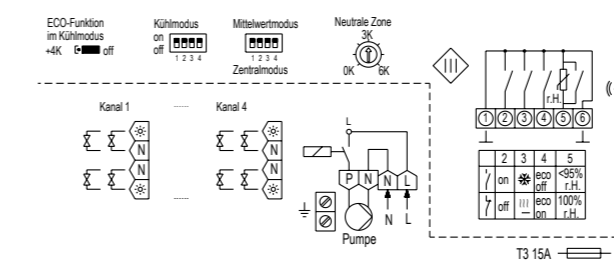 ECO-Funktion
im Kühlmodus
+4K off
Kühlmodus
on
off
1 2 3 4
Mittelwertmodus
1 2 3 4
Zentralmodus
Neutrale Zone
3K
0K 6K
Kanal 1 Kanal 4
N N
N N
L
P N N L
N L
Pumpe
r.H.
1 2 3 4 5 6
2 3 4 5
on eco off <95% r.H.
off eco on 100% r.H.
T3 15A